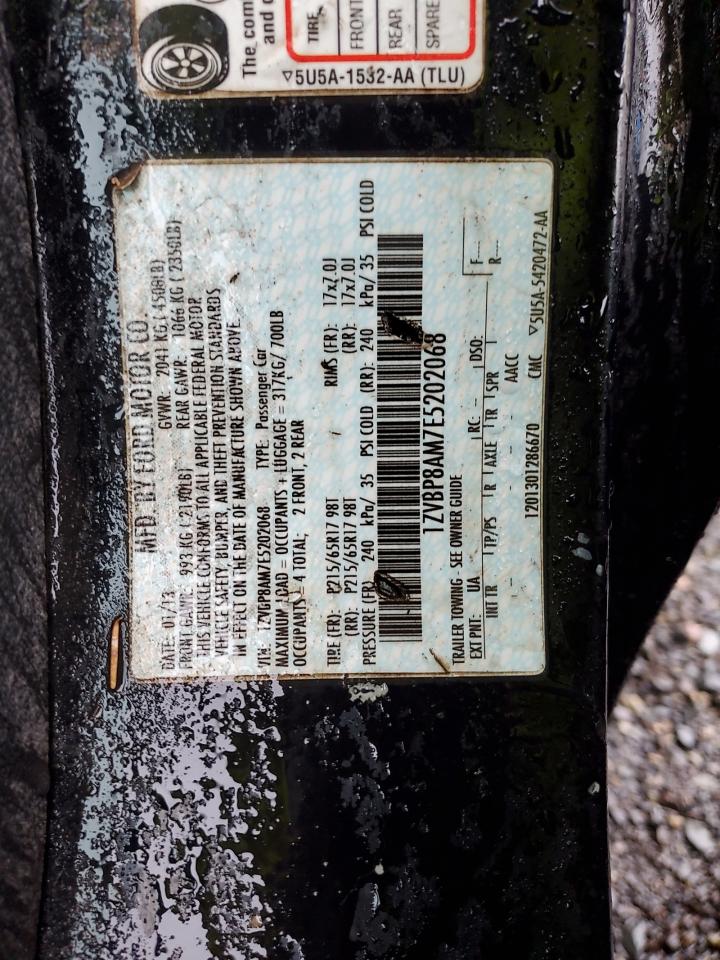 The com
and c
TIRE
FRONT
REAR
SPARE
▽5U5A-1532-AA (TLU)
MFD. BY FORD MOTOR CO.
DATE: 01/13 GVWR: 2041 KG ( 4500LB)
FRONT GAWR: 993 KG ( 2190LB) REAR GAWR: 1066 KG ( 2350LB)
THIS VEHICLE CONFORMS TO ALL APPLICABLE FEDERAL MOTOR
VEHICLE SAFETY, BUMPER, AND THEFT PREVENTION STANDARDS
IN EFFECT ON THE DATE OF MANUFACTURE SHOWN ABOVE.
VIN: 1ZVBP8AM7E5202068 TYPE: Passenger Car
MAXIMUM LOAD = OCCUPANTS + LUGGAGE = 317KG/ 700LB
OCCUPANTS = 4 TOTAL; 2 FRONT, 2 REAR
TIRE (FR): P215/65R17 98T RIMS (FR): 17x7.0J
(RR): P215/65R17 98T (RR): 17x7.0J
PRESSURE (FR) 240 kPa/ 35 PSI COLD (RR) 240 kPa/ 35 PSI COLD
1ZVBP8AM7E5202068
TRAILER TOWING - SEE OWNER GUIDE
EXT PNT: UA RC: -- DSO: F---
INT TR TP/PS R AXLE TR SPR R---
AACC
1201301286670 CMC ▽5U5A-5420472-AA